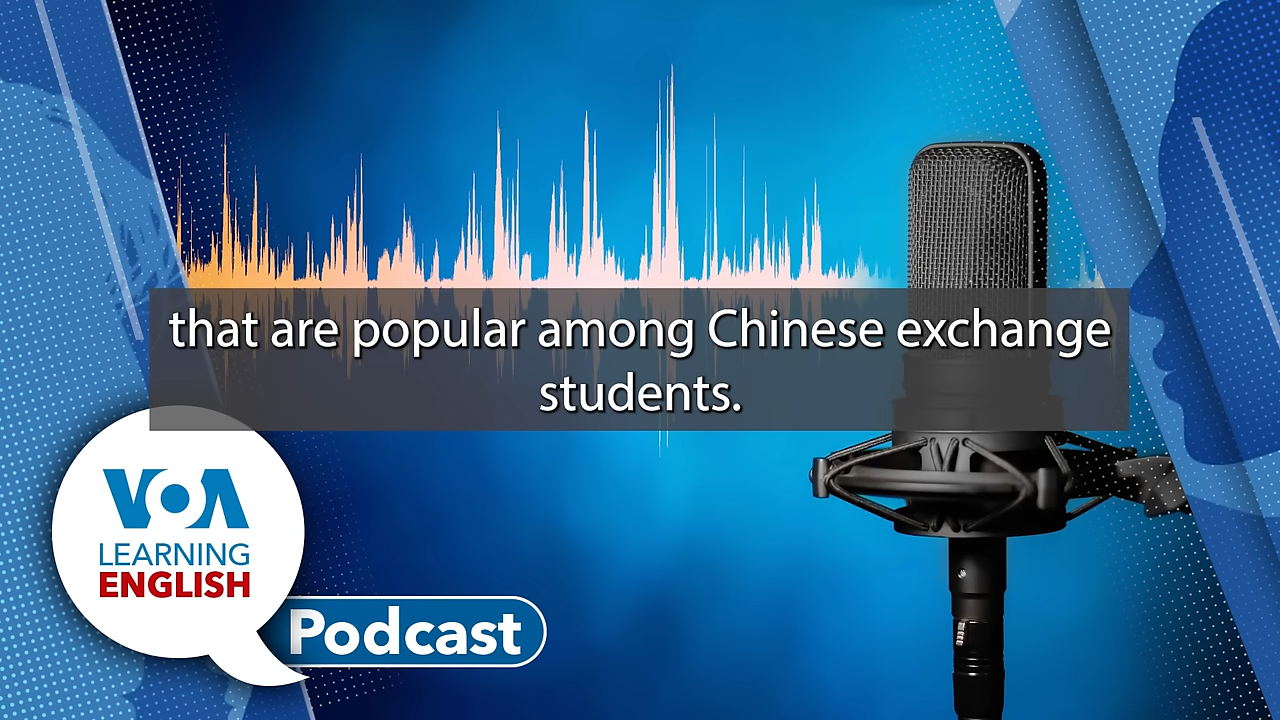 that are popular among Chinese exchange
students.
VOA
LEARNING
ENGLISH
Podcast